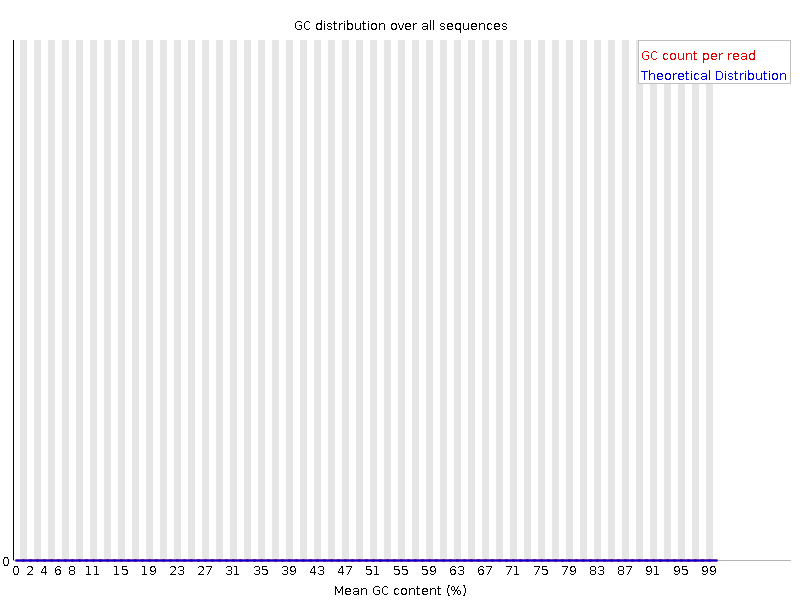 GC distribution over all sequences
GC count per read
Theoretical Distribution
0
0 2 4 6 8 11 15 19 23 27 31 35 39 43 47 51 55 59 63 67 71 75 79 83 87 91 95 99
Mean GC content (%)